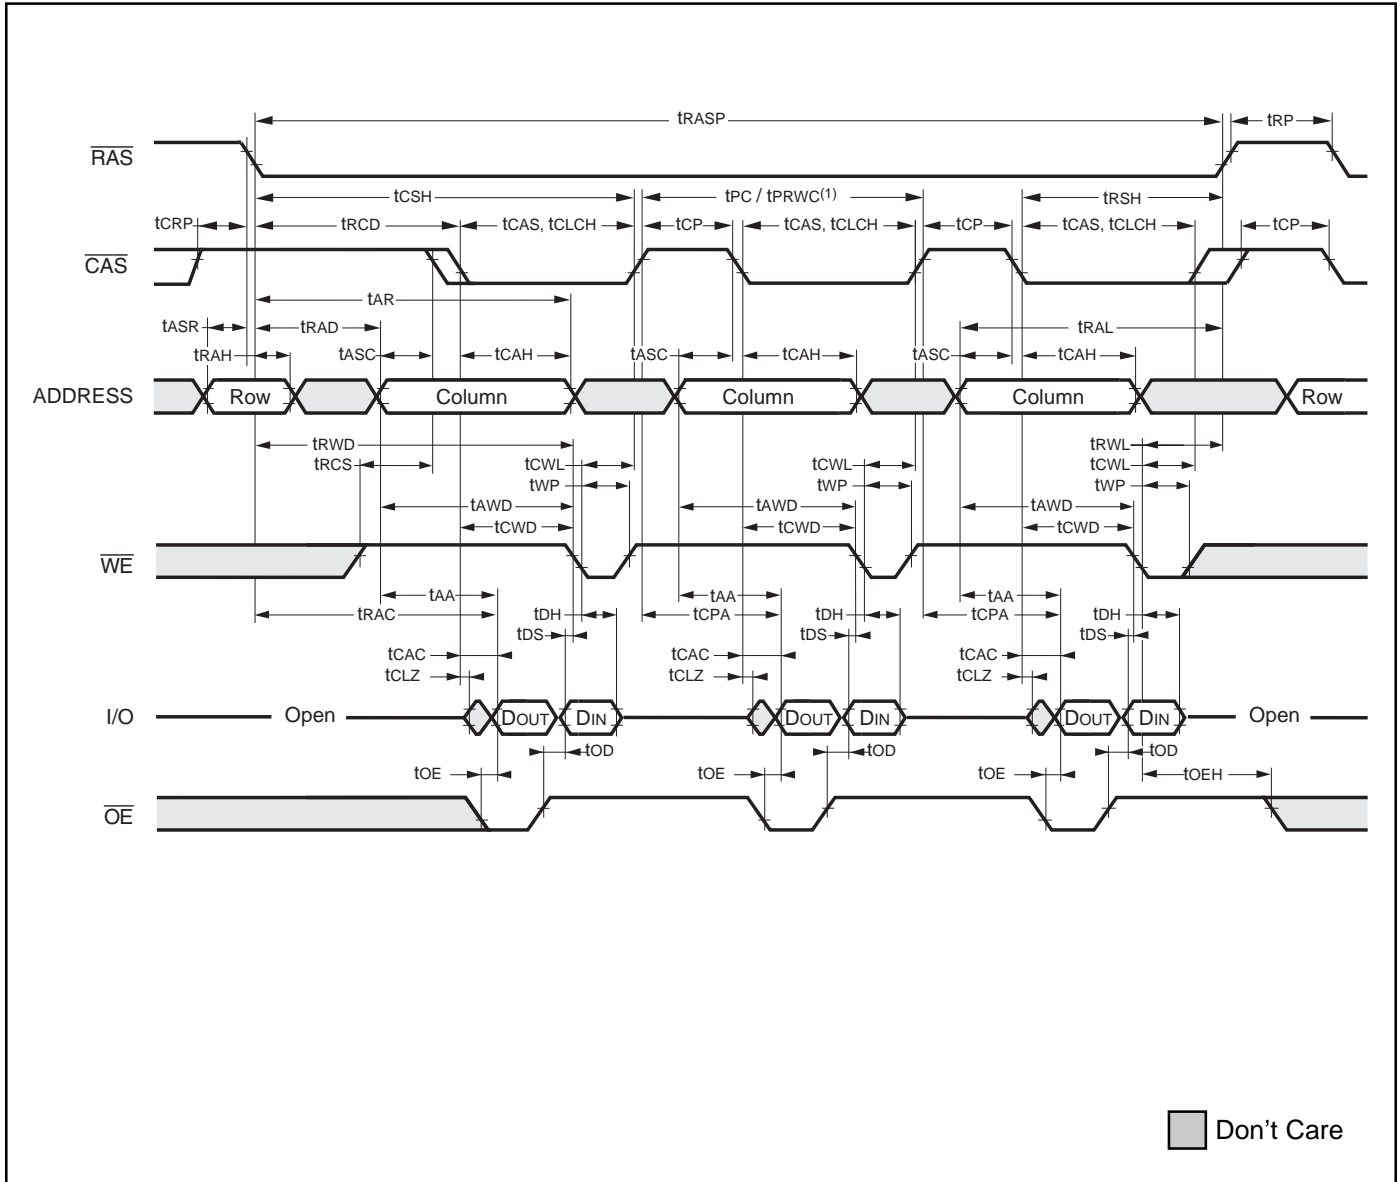 tRASP tRP
RAS
tCSH tPC / tPRWC(1) tRSH
tCRP tRCD tCAS, tCLCH tCP tCAS, tCLCH tCP tCAS, tCLCH tCP
CAS
tAR
tASR tRAD tRAL
tRAH tASC tCAH tASC tCAH tASC tCAH
ADDRESS Row Column Column Column Row
tRWD tRWL
tRCS tCWL tCWL tCWL
tWP tWP tWP
tAWD tAWD tAWD
tCWD tCWD tCWD
WE
tAA tAA tAA
tRAC tDH tCPA tDH tCPA tDH
tDS tDS tDS
tCAC tCAC tCAC
tCLZ tCLZ tCLZ
I/O Open DOUT DIN DOUT DIN DOUT DIN Open
tOD tOD tOD
tOE tOE tOE tOEH
OE
Don't Care